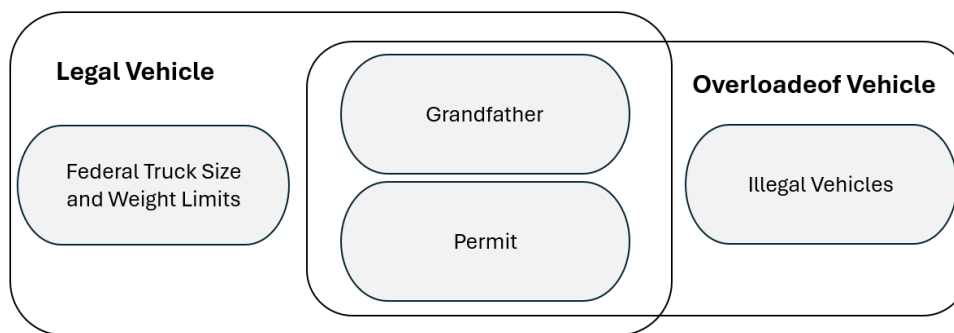 Legal Vehicle
Federal Truck Size
and Weight Limits
Grandfather
Permit
Overloadeof Vehicle
Illegal Vehicles